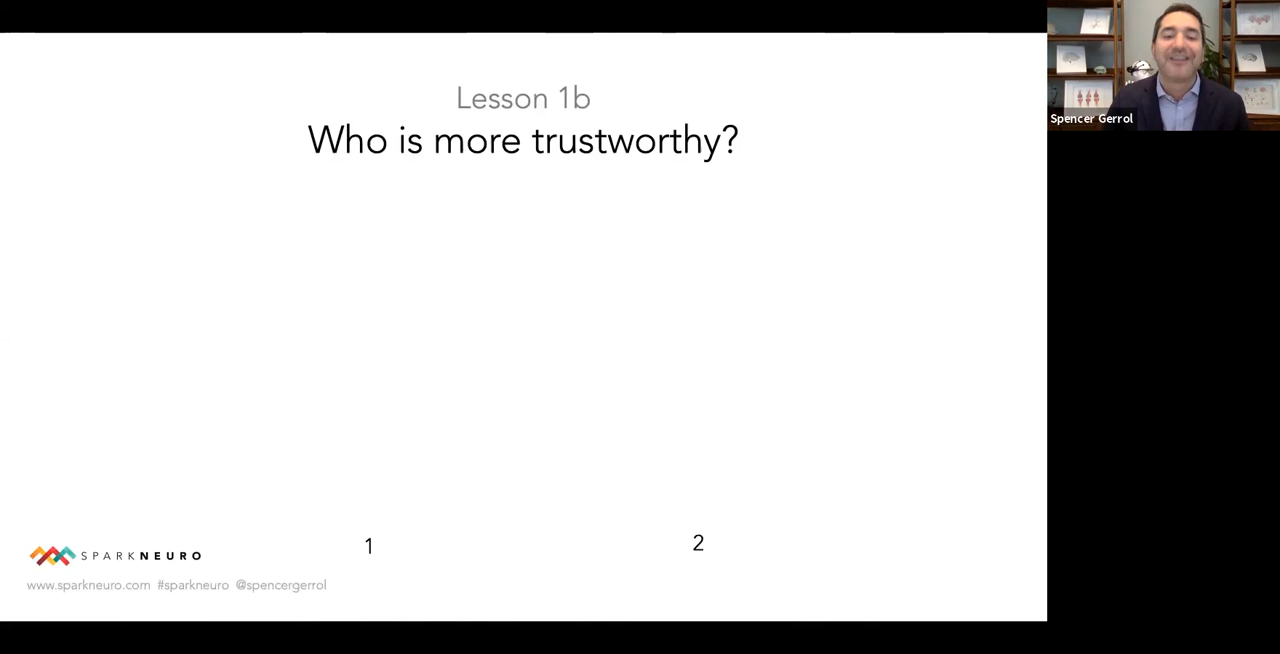 Lesson 1b
Who is more trustworthy?
Spencer Gerrol
1
2
SPARKNEURO
www.sparkneuro.com #sparkneuro @spencergerrol